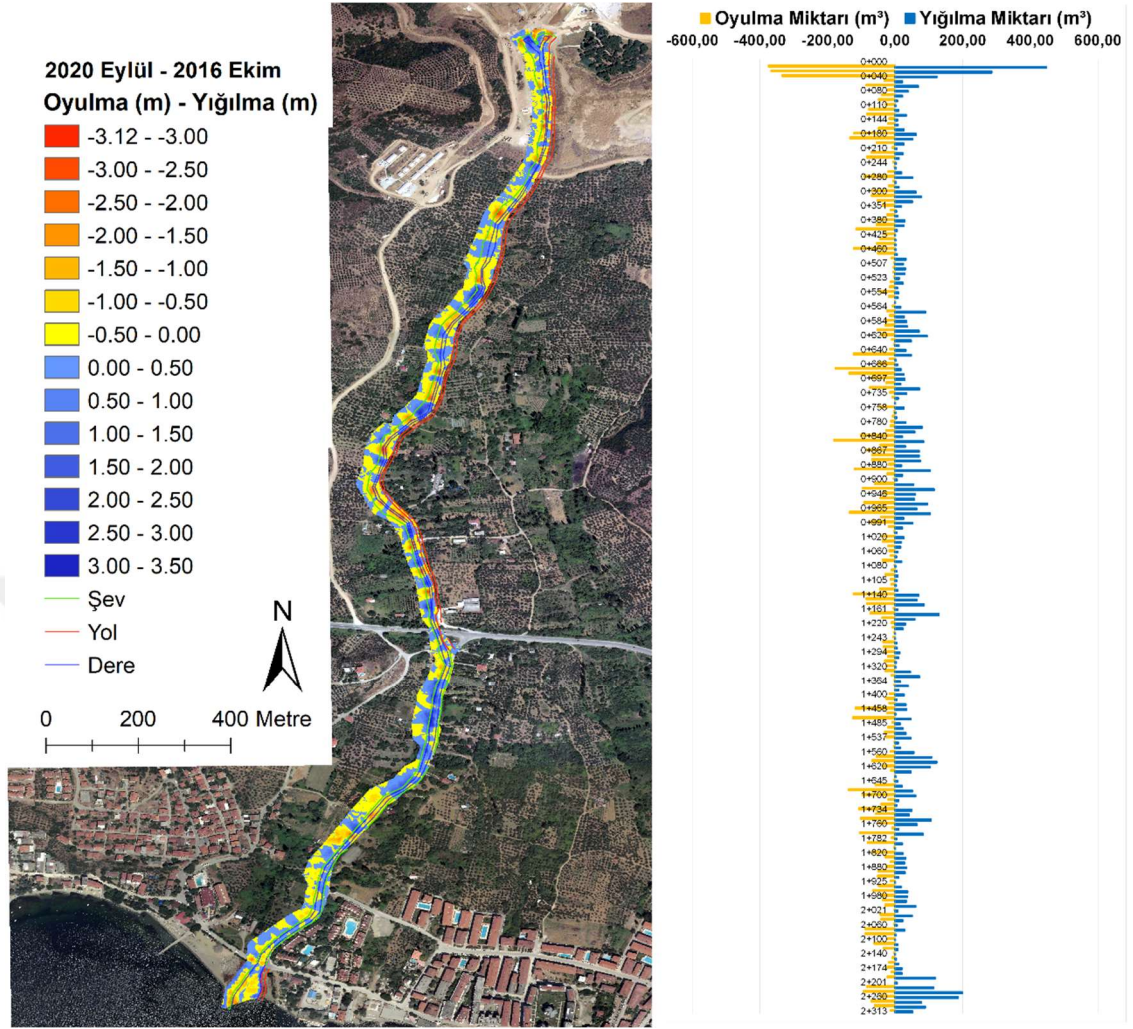 2020 Eylül - 2016 Ekim
Oyulma (m) - Yığılma (m)
-3.12 - -3.00
-3.00 - -2.50
-2.50 - -2.00
-2.00 - -1.50
-1.50 - -1.00
-1.00 - -0.50
-0.50 - 0.00
0.00 - 0.50
0.50 - 1.00
1.00 - 1.50
1.50 - 2.00
2.00 - 2.50
2.50 - 3.00
3.00 - 3.50
Şev
Yol
Dere
N
0 200 400 Metre
Oyulma Miktarı (m³) Yığılma Miktarı (m³)
-600,00 -400,00 -200,00 0,00 200,00 400,00 600,00
0+000
0+040
0+080
0+110
0+144
0+180
0+210
0+244
0+280
0+300
0+351
0+380
0+425
0+460
0+507
0+523
0+554
0+564
0+584
0+620
0+640
0+666
0+697
0+735
0+758
0+780
0+840
0+867
0+880
0+900
0+946
0+965
0+991
1+020
1+060
1+080
1+105
1+140
1+161
1+220
1+243
1+294
1+320
1+364
1+400
1+458
1+485
1+537
1+560
1+620
1+645
1+700
1+734
1+760
1+782
1+820
1+880
1+925
1+980
2+021
2+060
2+100
2+140
2+174
2+201
2+260
2+313